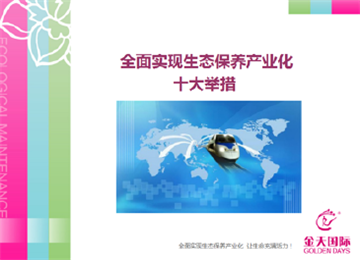 全面实现生态保养产业化
十大举措
ECOLOGICAL MAINTENANCE
全面实现生态保养产业化 让生命充满活力！
金天国际
GOLDEN DAYS